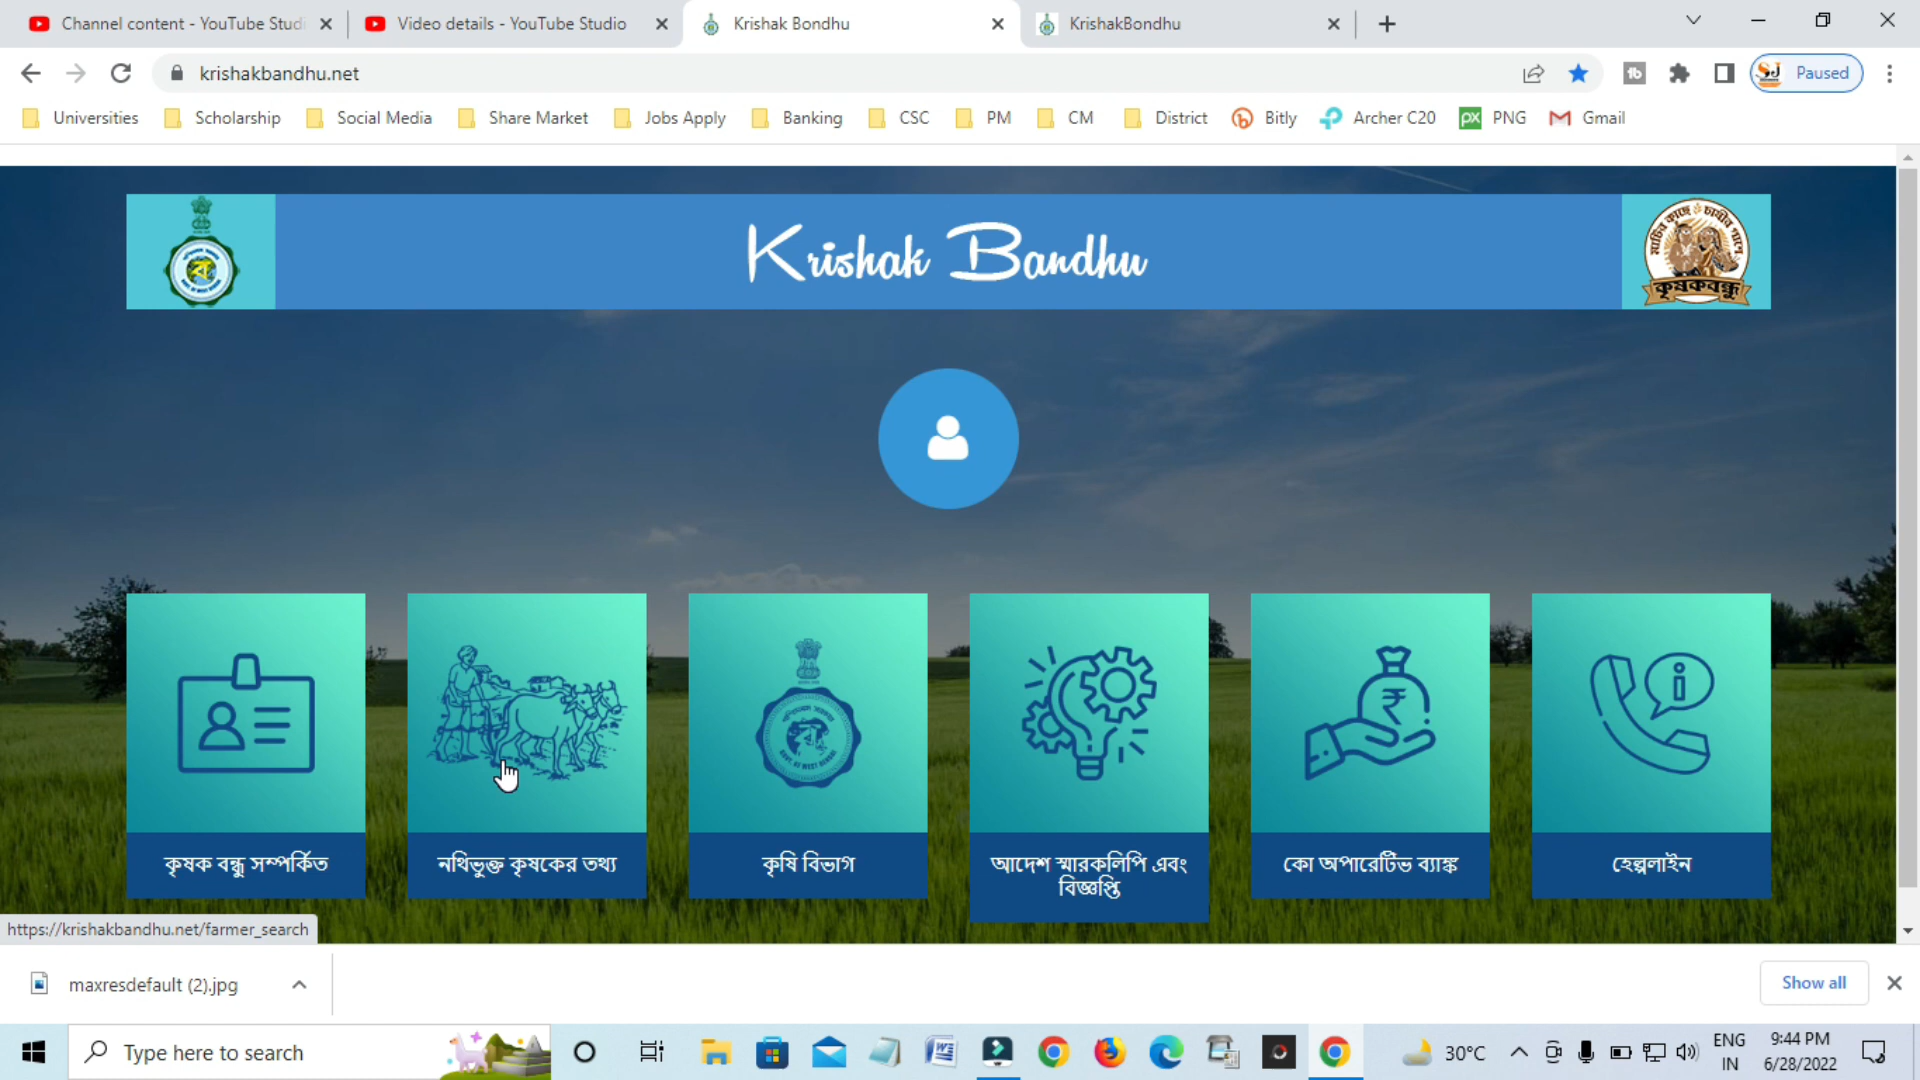 Channel content - YouTube Studi
Video details - YouTube Studio
Krishak Bondhu
KrishakBondhu
krishakbandhu.net
Paused
Universities
Scholarship
Social Media
Share Market
Jobs Apply
Banking
CSC
PM
CM
District
Bitly
Archer C20
PNG
Gmail
Krishak Bandhu
মাটির কাছে চাষীর পাশে
কৃষকবন্ধু
কৃষক বন্ধু সম্পর্কিত
নথিভুক্ত কৃষকের তথ্য
কৃষি বিভাগ
আদেশ স্মারকলিপি এবং
বিজ্ঞপ্তি
কো অপারেটিভ ব্যাঙ্ক
হেল্পলাইন
https://krishakbandhu.net/farmer_search
maxresdefault (2).jpg
Show all
Type here to search
30°C
ENG
IN
9:44 PM
6/28/2022